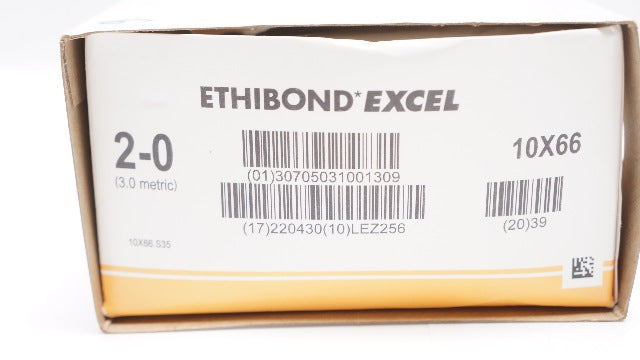 ETHIBOND* EXCEL
2-0
(3.0 metric)
10X66
(01)30705031001309
(17)220430(10)LEZ256
(20)39
10X66.S35